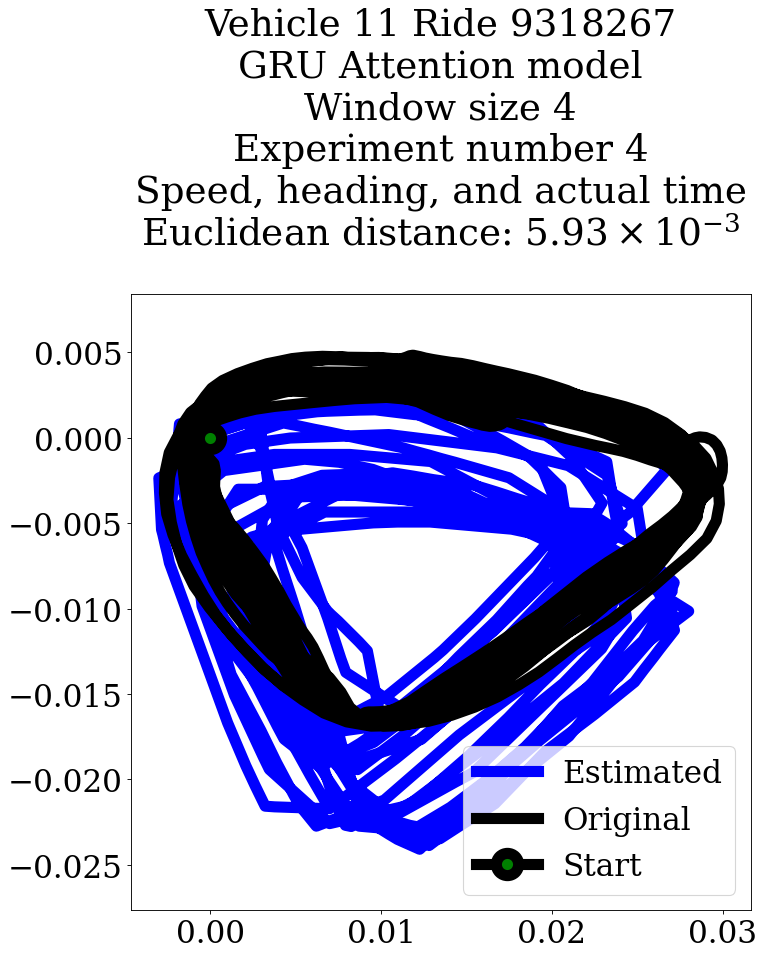 Vehicle 11 Ride 9318267
GRU Attention model
Window size 4
Experiment number 4
Speed, heading, and actual time
Euclidean distance: 5.93 × 10⁻³
0.005
0.000
−0.005
−0.010
−0.015
−0.020
−0.025
Estimated
Original
Start
0.00 0.01 0.02 0.03